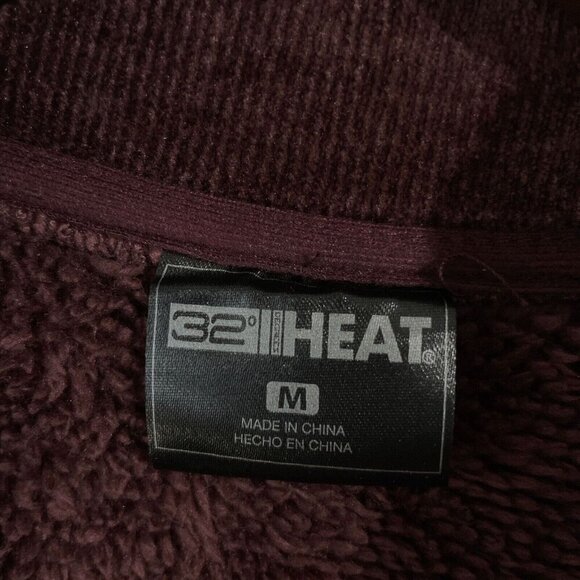 32° HEAT®
M
MADE IN CHINA
HECHO EN CHINA